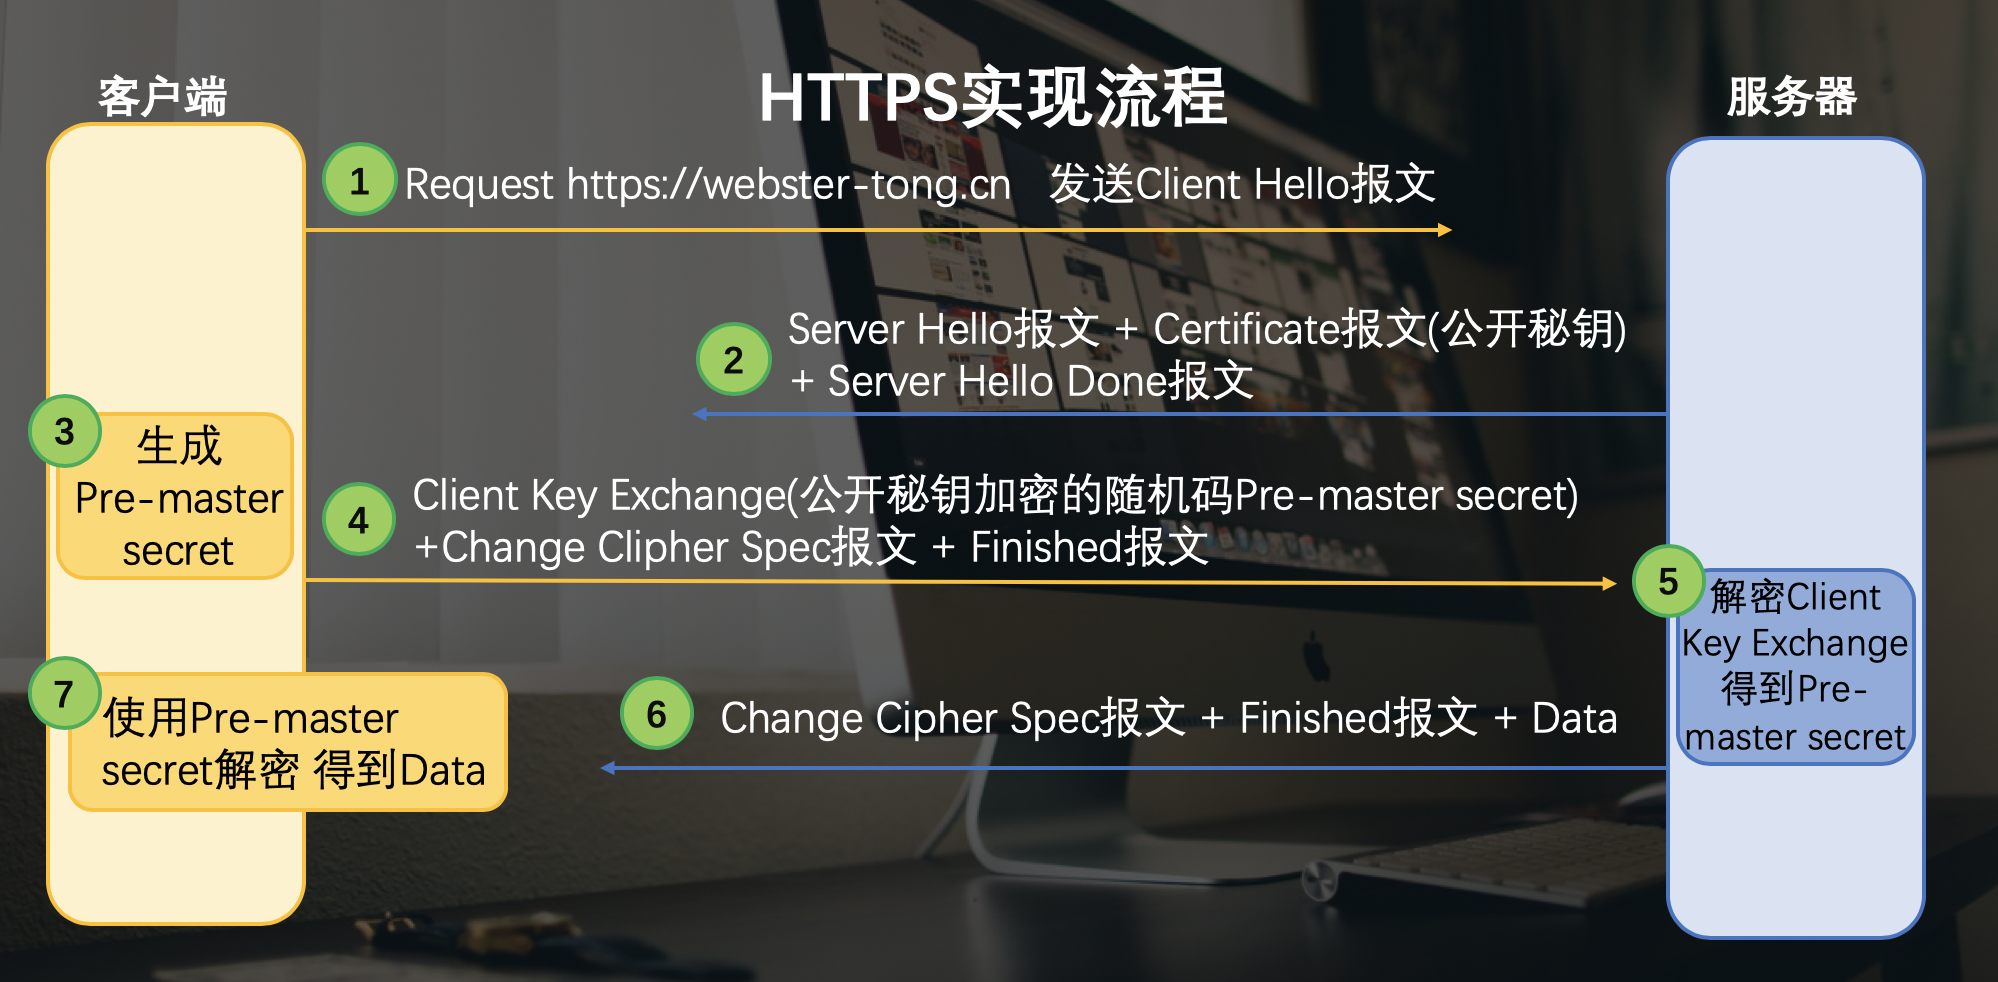 HTTPS实现流程
客户端
服务器
1 Request https://webster-tong.cn 发送Client Hello报文
2 Server Hello报文 + Certificate报文(公开秘钥)
+ Server Hello Done报文
3 生成
Pre-master
secret
4 Client Key Exchange(公开秘钥加密的随机码Pre-master secret)
+Change Clipher Spec报文 + Finished报文
5 解密Client
Key Exchange
得到Pre-
master secret
6 Change Cipher Spec报文 + Finished报文 + Data
7 使用Pre-master
secret解密 得到Data